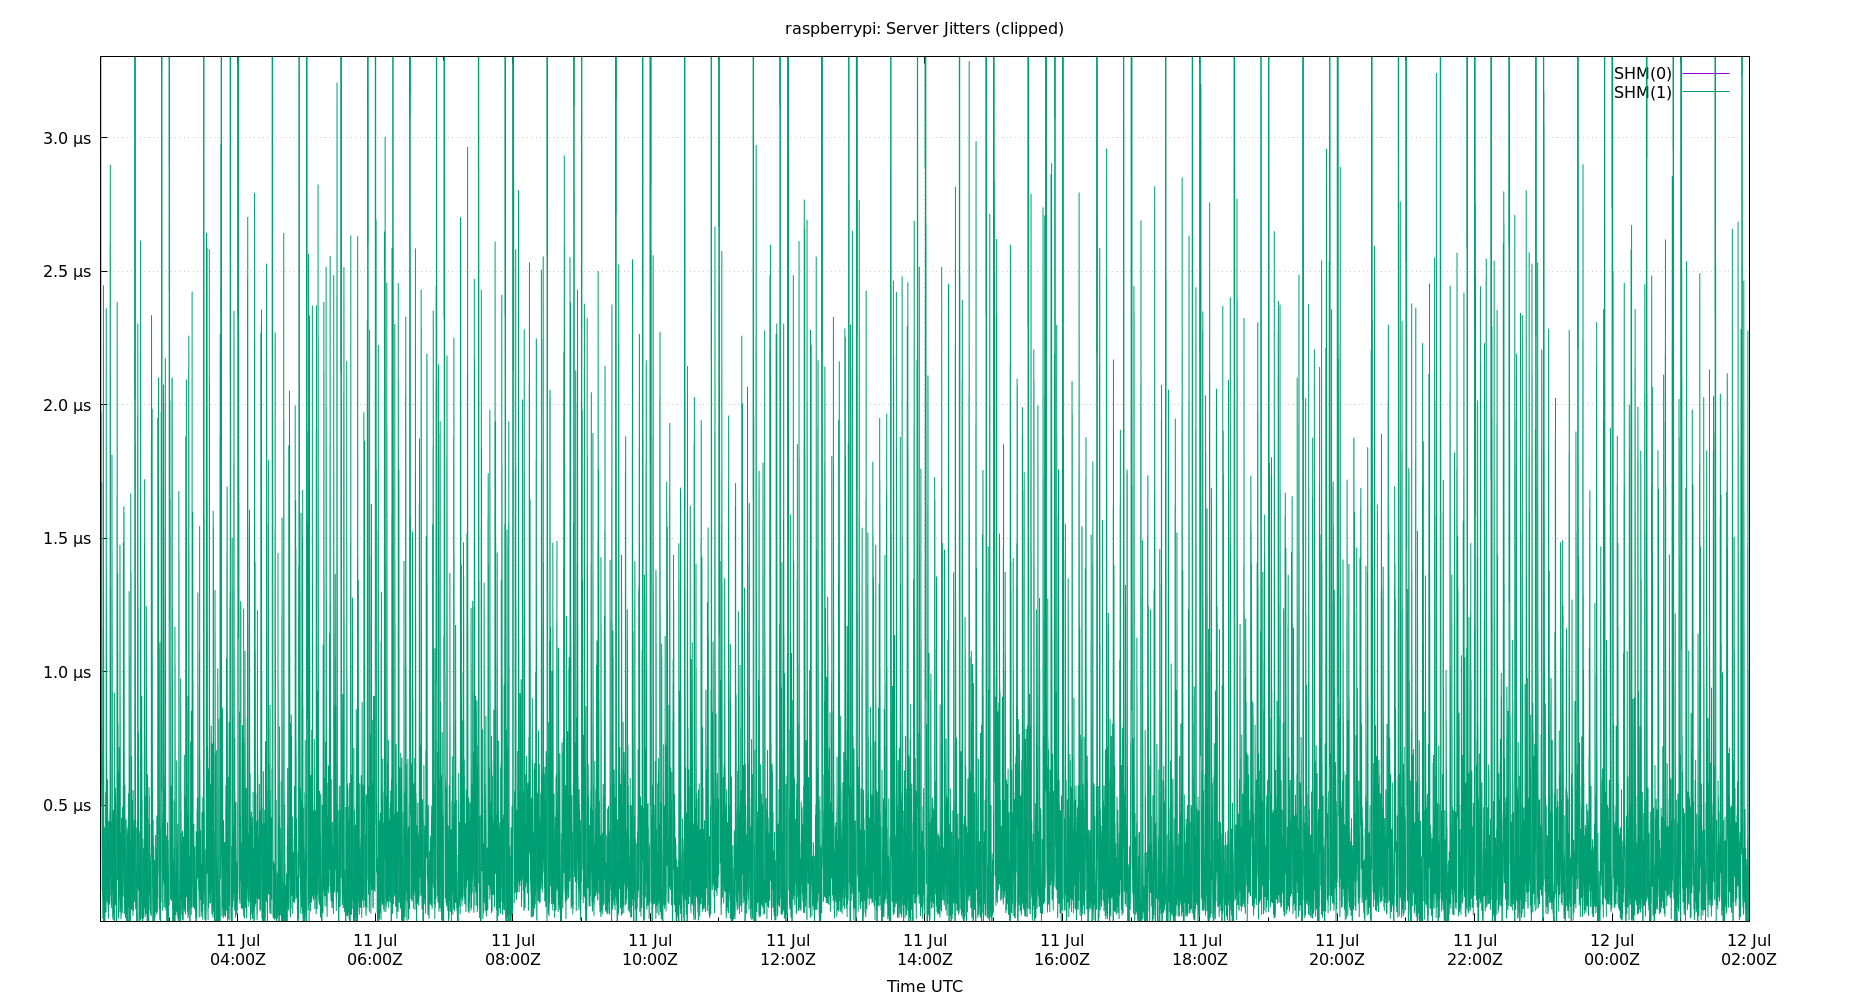 raspberrypi: Server Jitters (clipped)
SHM(0)
SHM(1)
3.0 µs
2.5 µs
2.0 µs
1.5 µs
1.0 µs
0.5 µs
11 Jul 11 Jul 11 Jul 11 Jul 11 Jul 11 Jul 11 Jul 11 Jul 11 Jul 11 Jul 12 Jul 12 Jul
04:00Z 06:00Z 08:00Z 10:00Z 12:00Z 14:00Z 16:00Z 18:00Z 20:00Z 22:00Z 00:00Z 02:00Z
Time UTC